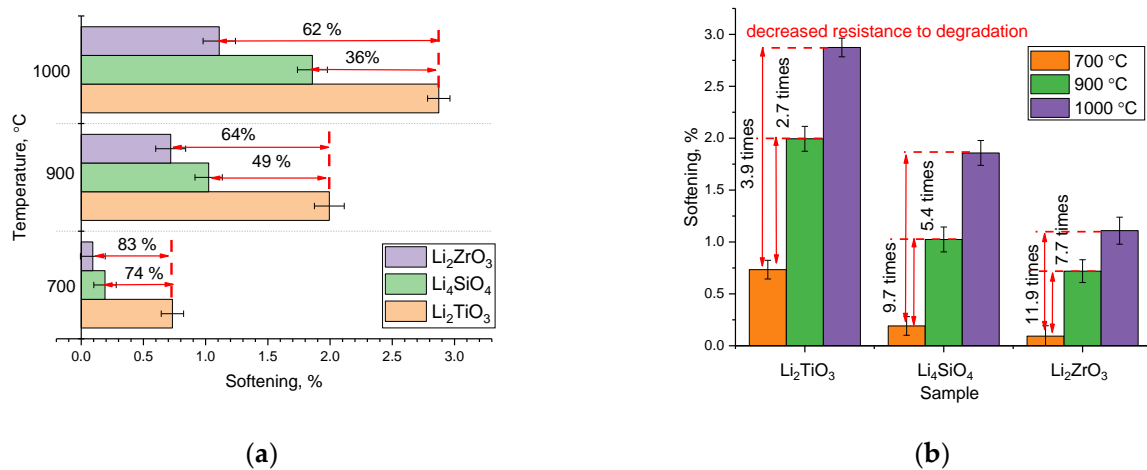 62 %
36%
1000
64%
49 %
900
83 %
74 %
700
Li₂ZrO₃
Li₄SiO₄
Li₂TiO₃
Temperature, °C
0.0 0.5 1.0 1.5 2.0 2.5 3.0
Softening, %
(a)
decreased resistance to degradation
700 °C
900 °C
1000 °C
3.0
2.5
2.0
1.5
1.0
0.5
0.0
Softening, %
3.9 times
2.7 times
9.7 times
5.4 times
11.9 times
7.7 times
Li₂TiO₃ Li₄SiO₄ Li₂ZrO₃
Sample
(b)